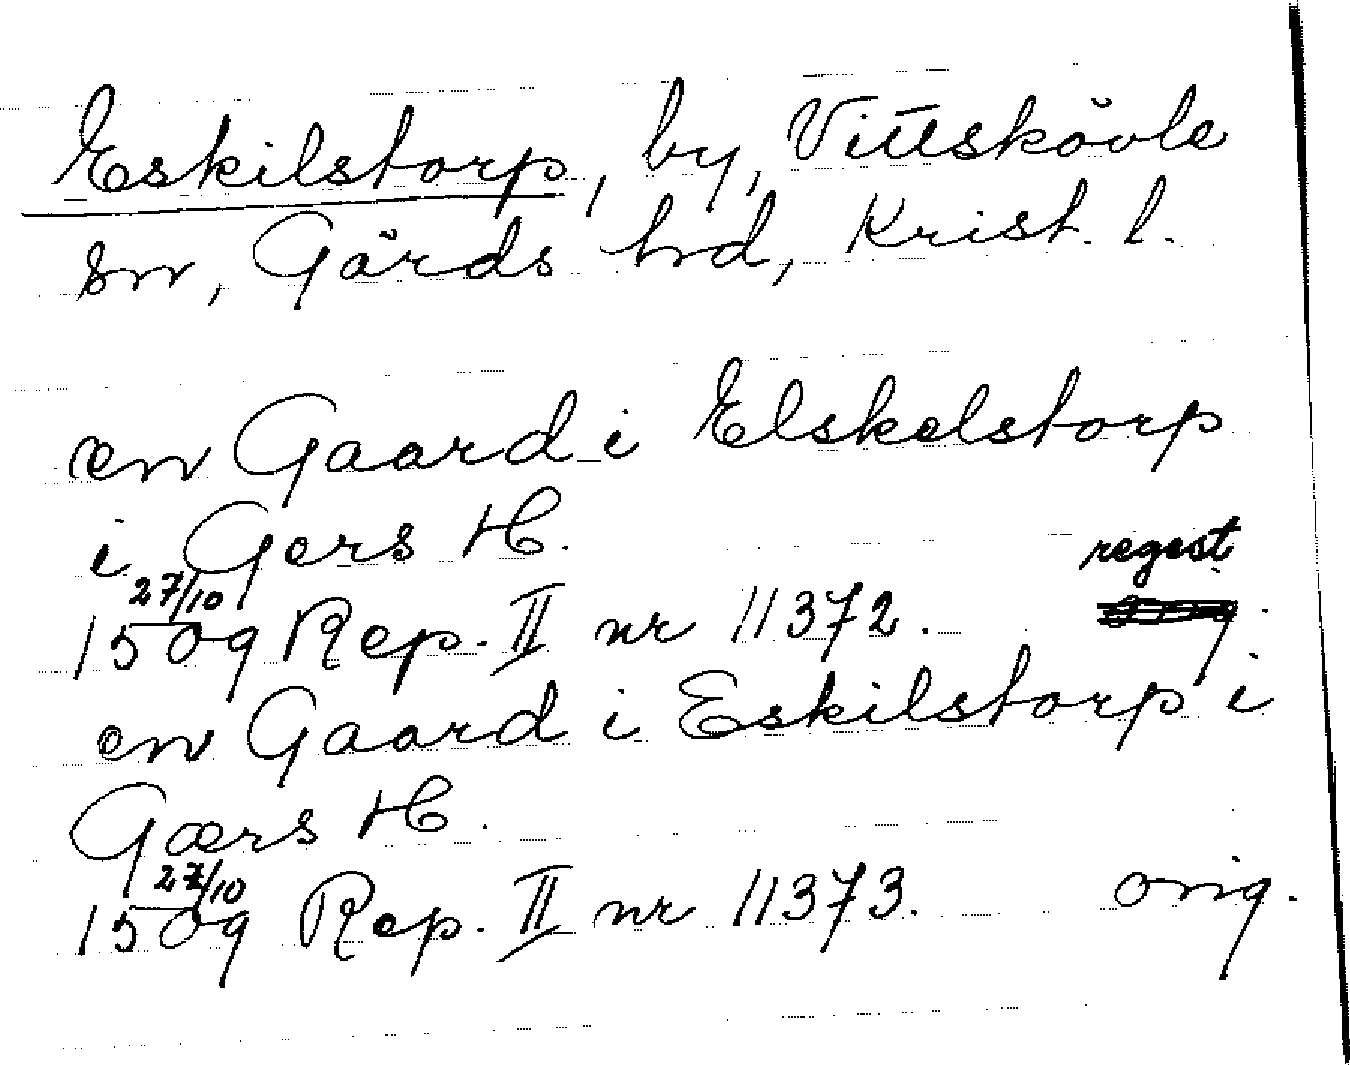 Eskilstorp, by, Vittskövle
sn, Gärds hd, Krist. l.
en Gaard i Elskelstorp
i Gers H.
regest
27/10
1509 Rep. II nr 11372.
en Gaard i Eskilstorp i
Gærs H.
27/10
1509 Rep. II nr 11373. orig.